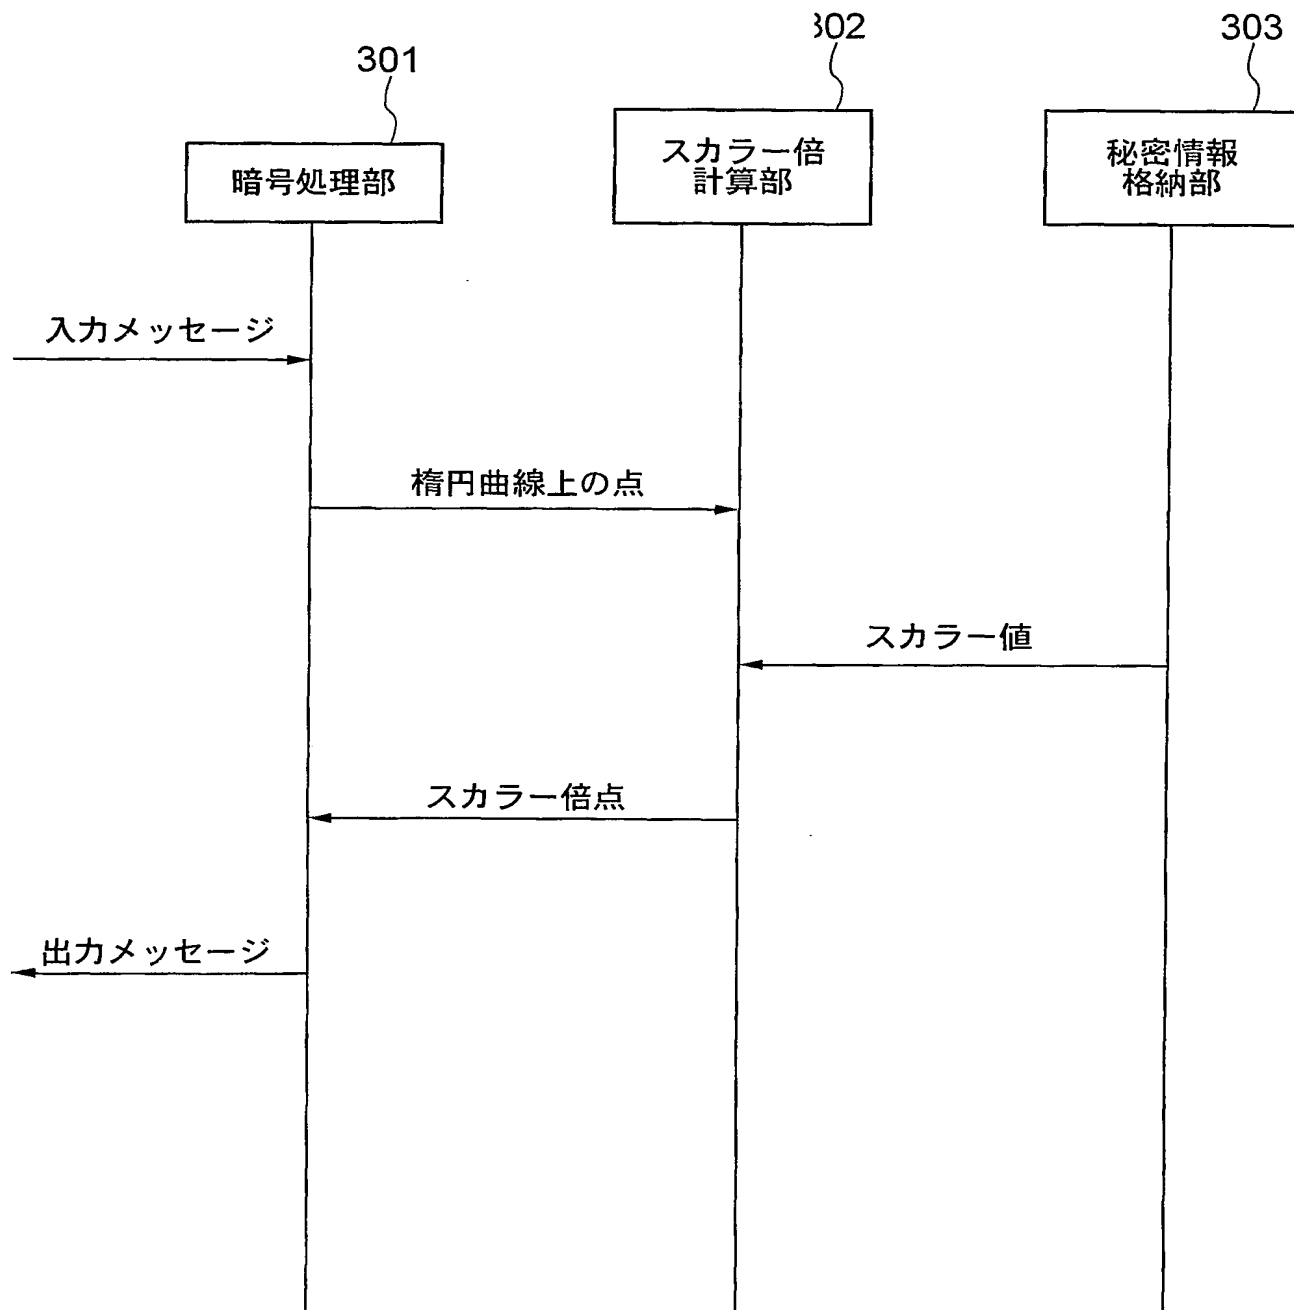 301
302
303
暗号処理部
スカラー倍
計算部
秘密情報
格納部
入力メッセージ
楕円曲線上の点
スカラー値
スカラー倍点
出力メッセージ